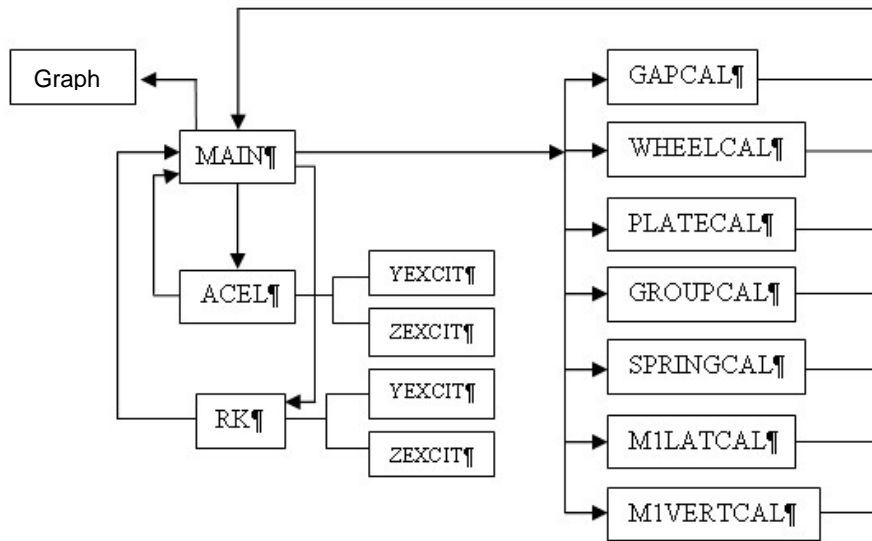 Graph
MAIN¶
ACEL¶
YEXCIT¶
ZEXCIT¶
RK¶
YEXCIT¶
ZEXCIT¶
GAPCAL¶
WHEELCAL¶
PLATECAL¶
GROUPCAL¶
SPRINGCAL¶
M1LATCAL¶
M1VERTCAL¶